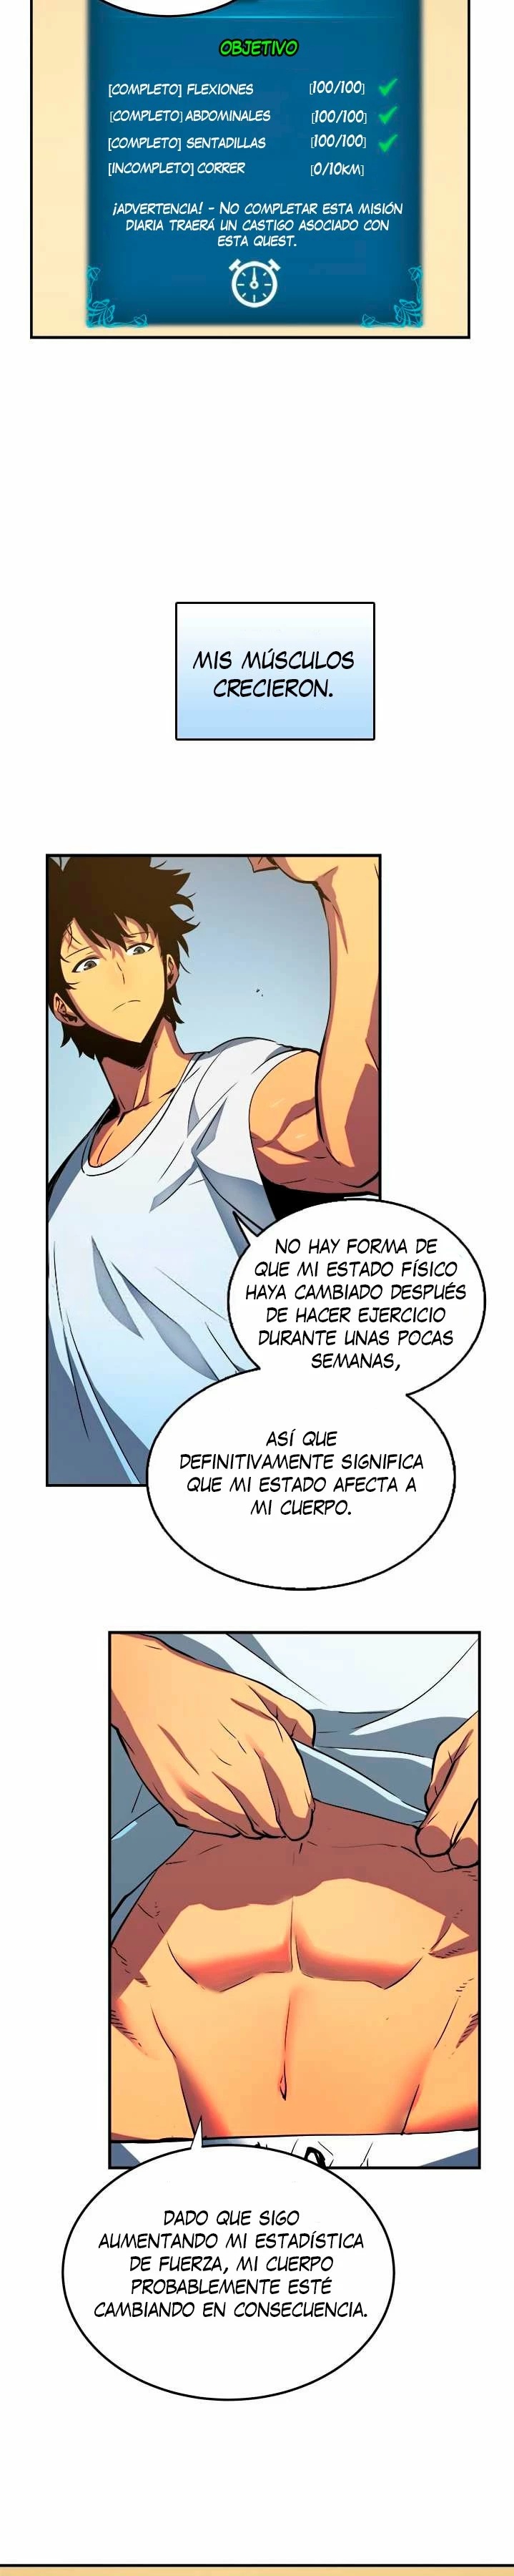 OBJETIVO
[COMPLETO] FLEXIONES [100/100]
[COMPLETO] ABDOMINALES [100/100]
[COMPLETO] SENTADILLAS [100/100]
[INCOMPLETO] CORRER [0/10KM]
¡ADVERTENCIA! - NO COMPLETAR ESTA MISIÓN
DIARIA TRAERÁ UN CASTIGO ASOCIADO CON
ESTA QUEST.
MIS MÚSCULOS
CRECIERON.
NO HAY FORMA DE
QUE MI ESTADO FÍSICO
HAYA CAMBIADO DESPUÉS
DE HACER EJERCICIO
DURANTE UNAS POCAS
SEMANAS,
ASÍ QUE
DEFINITIVAMENTE SIGNIFICA
QUE MI ESTADO AFECTA A
MI CUERPO.
DADO QUE SIGO
AUMENTANDO MI ESTADÍSTICA
DE FUERZA, MI CUERPO
PROBABLEMENTE ESTÉ
CAMBIANDO EN CONSECUENCIA.